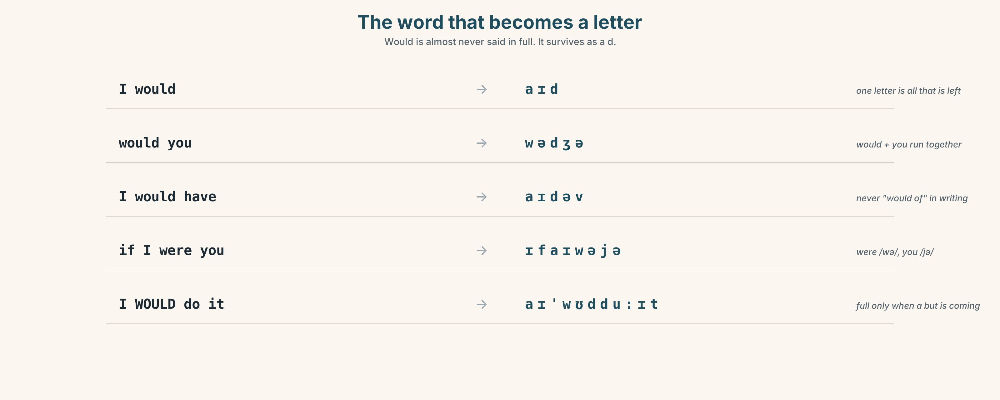 The word that becomes a letter
Would is almost never said in full. It survives as a d.
I would → aɪd one letter is all that is left
would you → wədʒə would + you run together
I would have → aɪdəv never "would of" in writing
if I were you → ɪfaɪwəjə were /wə/, you /jə/
I WOULD do it → aɪˈwʊdduːɪt full only when a but is coming